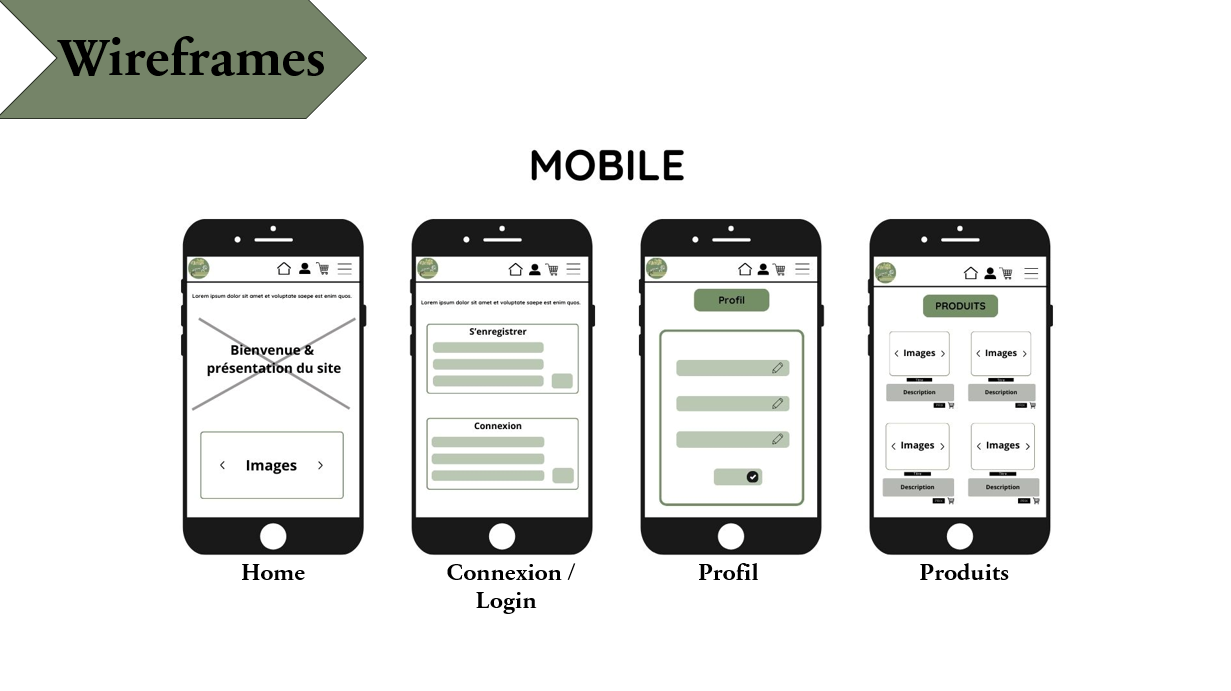 Wireframes
MOBILE
Lorem ipsum dolor sit amet et voluptate saepe est enim quos.
Bienvenue &
présentation du site
Images
Home
Lorem ipsum dolor sit amet et voluptate saepe est enim quos.
S'enregistrer
Connexion
Connexion /
Login
Profil
Profil
PRODUITS
Images
Images
Description
Description
Images
Images
Description
Description
Produits